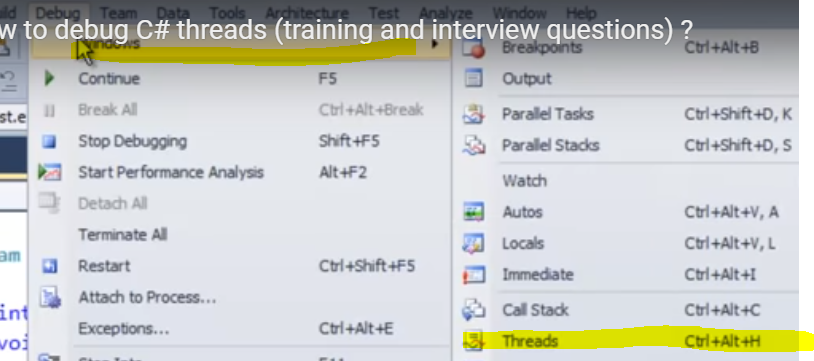 ild Debug Team Data Tools Architecture Test Analyze Window Help
w to debug C# threads (training and interview questions) ?
Windows
Continue F5
Break All Ctrl+Alt+Break
Stop Debugging Shift+F5
Start Performance Analysis Alt+F2
Detach All
Terminate All
Restart Ctrl+Shift+F5
Attach to Process...
Exceptions... Ctrl+Alt+E
Step Into F11
Breakpoints Ctrl+Alt+B
Output
Parallel Tasks Ctrl+Shift+D, K
Parallel Stacks Ctrl+Shift+D, S
Watch
Autos Ctrl+Alt+V, A
Locals Ctrl+Alt+V, L
Immediate Ctrl+Alt+I
Call Stack Ctrl+Alt+C
Threads Ctrl+Alt+H
st.e
am
int
voi